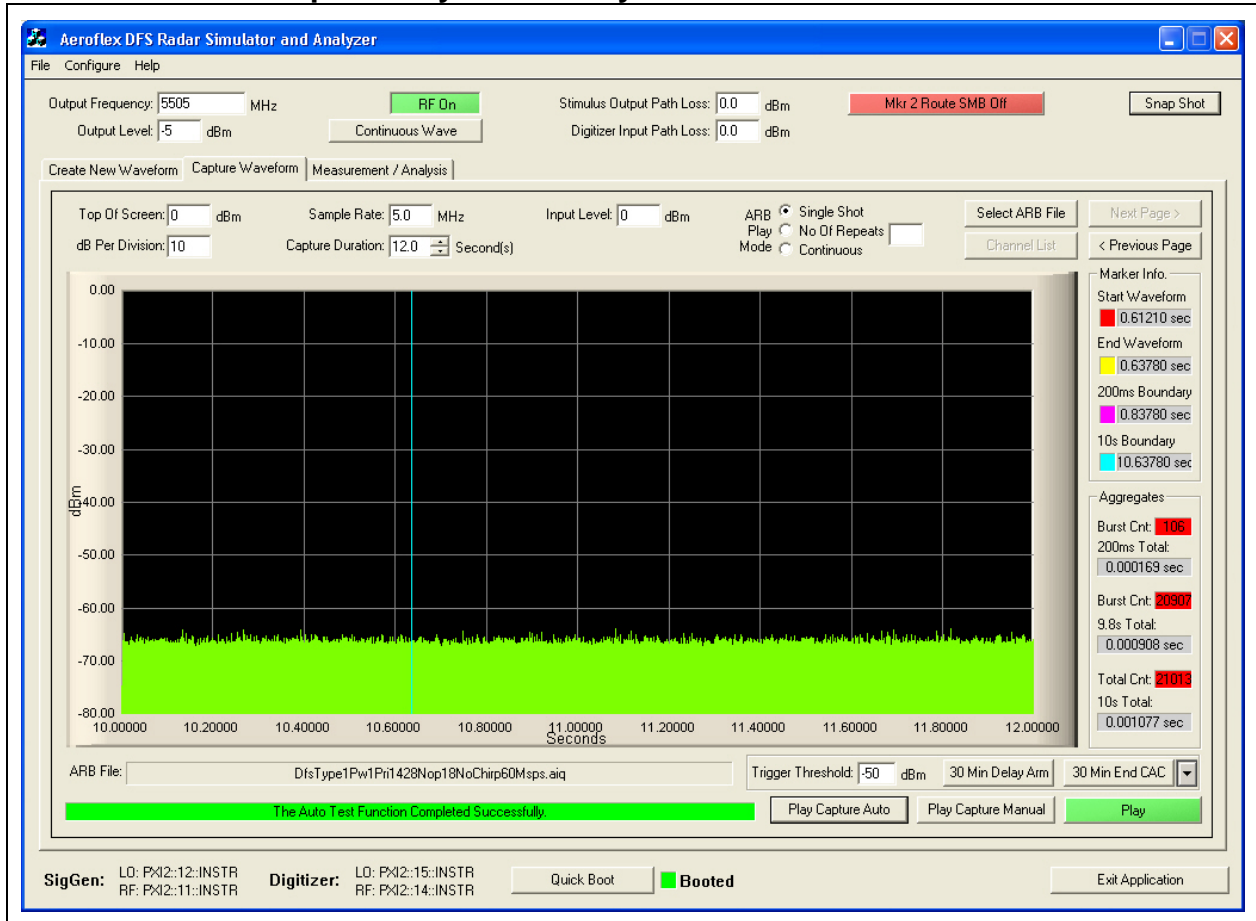 Aeroflex DFS Radar Simulator and Analyzer
File Configure Help
Output Frequency: 5505 MHz
RF On
Stimulus Output Path Loss: 0.0 dBm
Mkr 2 Route SMB Off
Snap Shot
Output Level: -5 dBm
Continuous Wave
Digitizer Input Path Loss: 0.0 dBm
Create New Waveform Capture Waveform Measurement / Analysis
Top Of Screen: 0 dBm
Sample Rate: 5.0 MHz
Input Level: 0 dBm
ARB Play Mode
Single Shot
No Of Repeats
Continuous
Select ARB File
Next Page >
dB Per Division: 10
Capture Duration: 12.0 Second(s)
Channel List
< Previous Page
0.00
-10.00
-20.00
-30.00
-40.00
-50.00
-60.00
-70.00
-80.00
dBm
10.00000 10.20000 10.40000 10.60000 10.80000 11.00000 11.20000 11.40000 11.60000 11.80000 12.00000
Seconds
Marker Info.
Start Waveform
0.61210 sec
End Waveform
0.63780 sec
200ms Boundary
0.83780 sec
10s Boundary
10.63780 sec
Aggregates
Burst Cnt: 106
200ms Total:
0.000169 sec
Burst Cnt: 20907
9.8s Total:
0.000908 sec
Total Cnt: 21013
10s Total:
0.001077 sec
ARB File: DfsType1Pw1Pri1428Nop18NoChirp60Msps.aiq
Trigger Threshold: -50 dBm
30 Min Delay Arm
30 Min End CAC
The Auto Test Function Completed Successfully.
Play Capture Auto
Play Capture Manual
Play
SigGen: LO: PXI2::12::INSTR
RF: PXI2::11::INSTR
Digitizer: LO: PXI2::15::INSTR
RF: PXI2::14::INSTR
Quick Boot
Booted
Exit Application